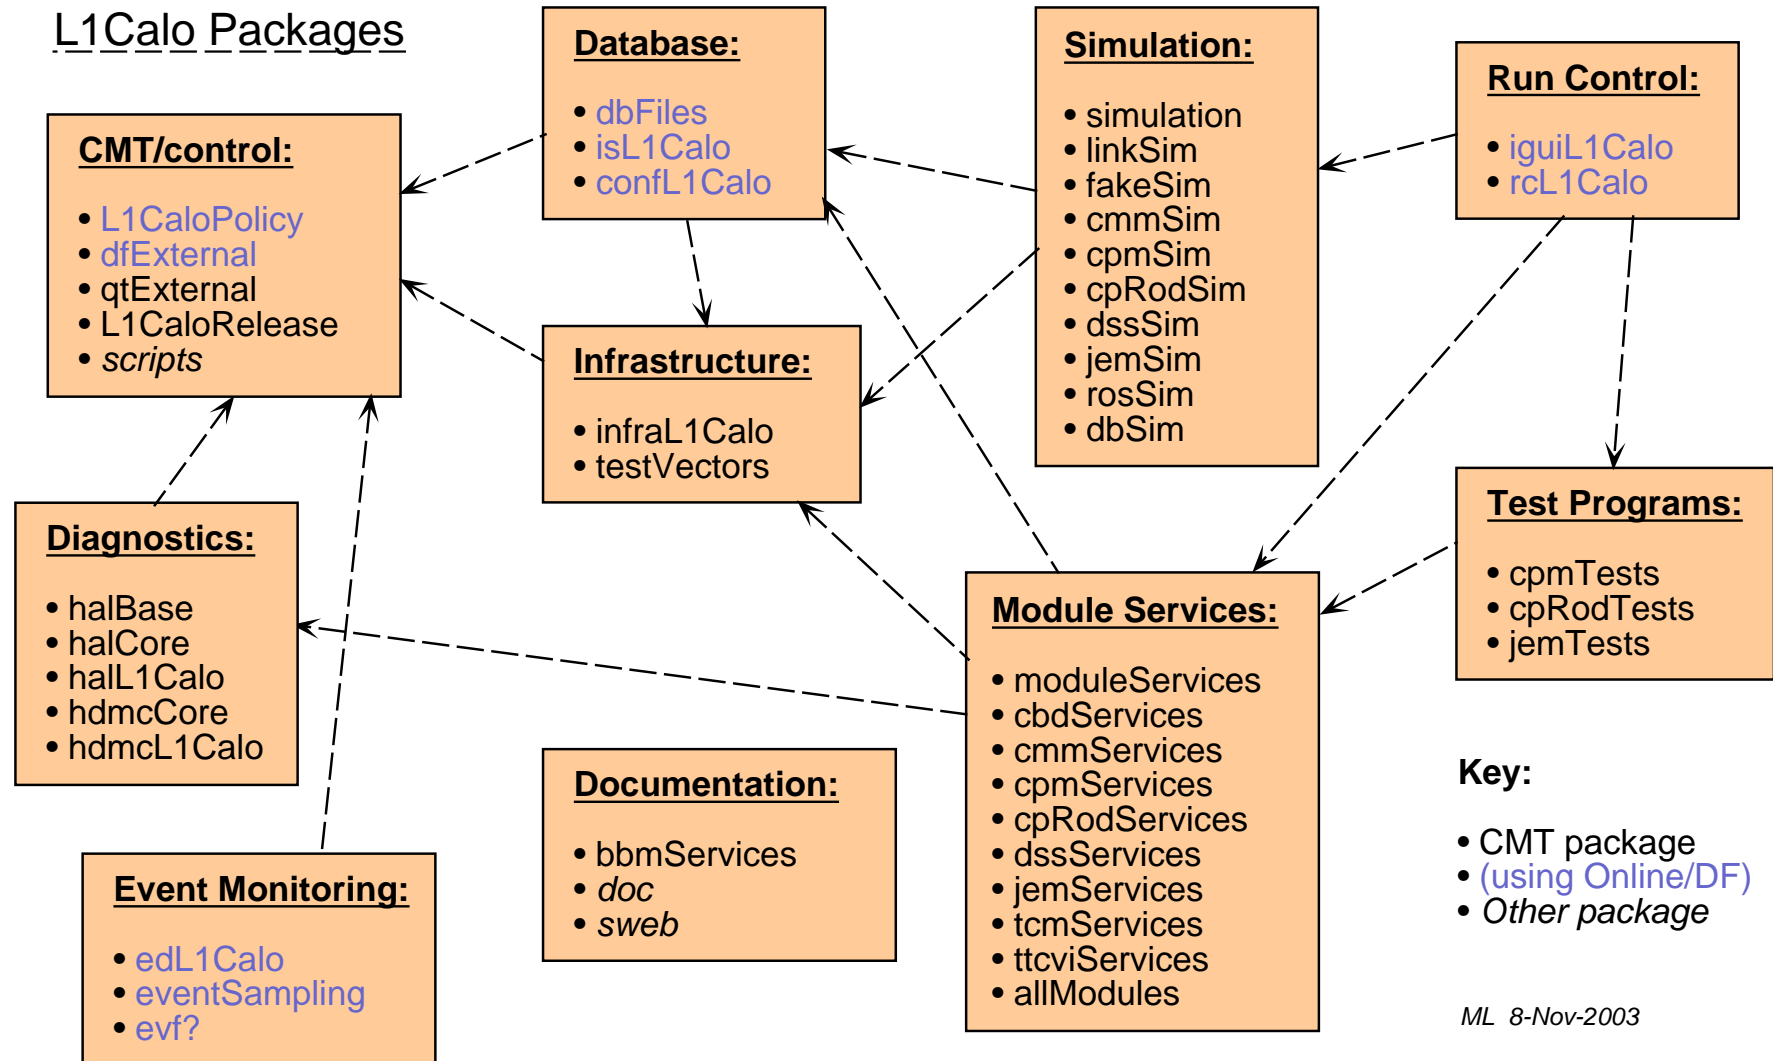 L1Calo Packages
CMT/control:
• L1CaloPolicy
• dfExternal
• qtExternal
• L1CaloRelease
• scripts
Database:
• dbFiles
• isL1Calo
• confL1Calo
Simulation:
• simulation
• linkSim
• fakeSim
• cmmSim
• cpmSim
• cpRodSim
• dssSim
• jemSim
• rosSim
• dbSim
Run Control:
• iguiL1Calo
• rcL1Calo
Infrastructure:
• infraL1Calo
• testVectors
Test Programs:
• cpmTests
• cpRodTests
• jemTests
Diagnostics:
• halBase
• halCore
• halL1Calo
• hdmcCore
• hdmcL1Calo
Module Services:
• moduleServices
• cbdServices
• cmmServices
• cpmServices
• cpRodServices
• dssServices
• jemServices
• tcmServices
• ttcviServices
• allModules
Documentation:
• bbmServices
• doc
• sweb
Event Monitoring:
• edL1Calo
• eventSampling
• evf?
Key:
• CMT package
• (using Online/DF)
• Other package
ML 8-Nov-2003